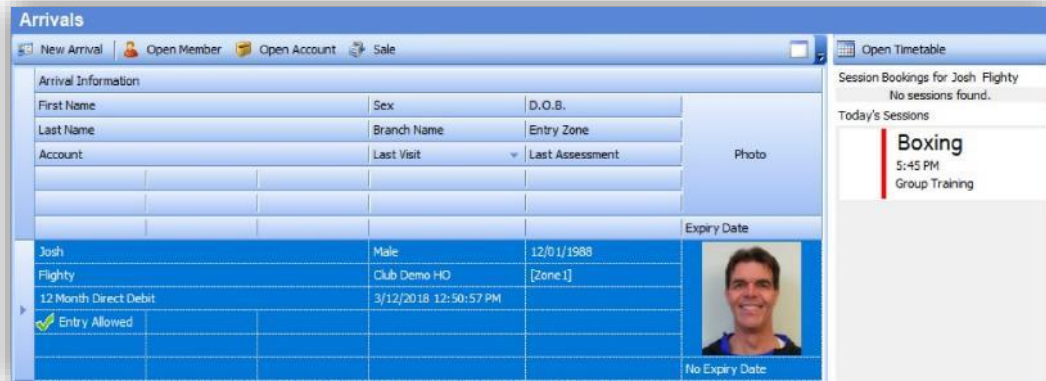 Arrivals
New Arrival Open Member Open Account Sale
Open Timetable
Arrival Information
First Name Sex D.O.B.
Last Name Branch Name Entry Zone
Account Last Visit Last Assessment Photo
Expiry Date
Josh Male 12/01/1988
Flighty Club Demo HO [Zone1]
12 Month Direct Debit 3/12/2018 12:50:57 PM
Entry Allowed
No Expiry Date
Session Bookings for Josh Flighty
No sessions found.
Today's Sessions
Boxing
5:45 PM
Group Training